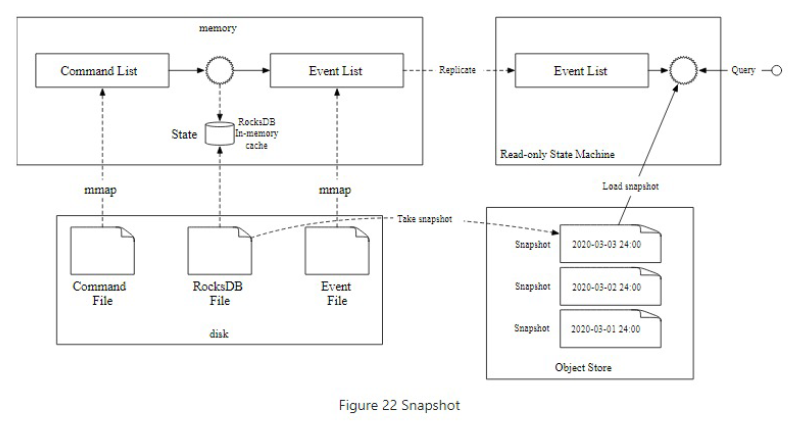 memory
Command List
Event List
Replicate
Event List
Query
State
RocksDB
In-memory
cache
Read-only State Machine
mmap
mmap
Load snapshot
Take snapshot
Command
File
RocksDB
File
Event
File
disk
Snapshot
2020-03-03 24:00
Snapshot
2020-03-02 24:00
Snapshot
2020-03-01 24:00
Object Store
Figure 22 Snapshot